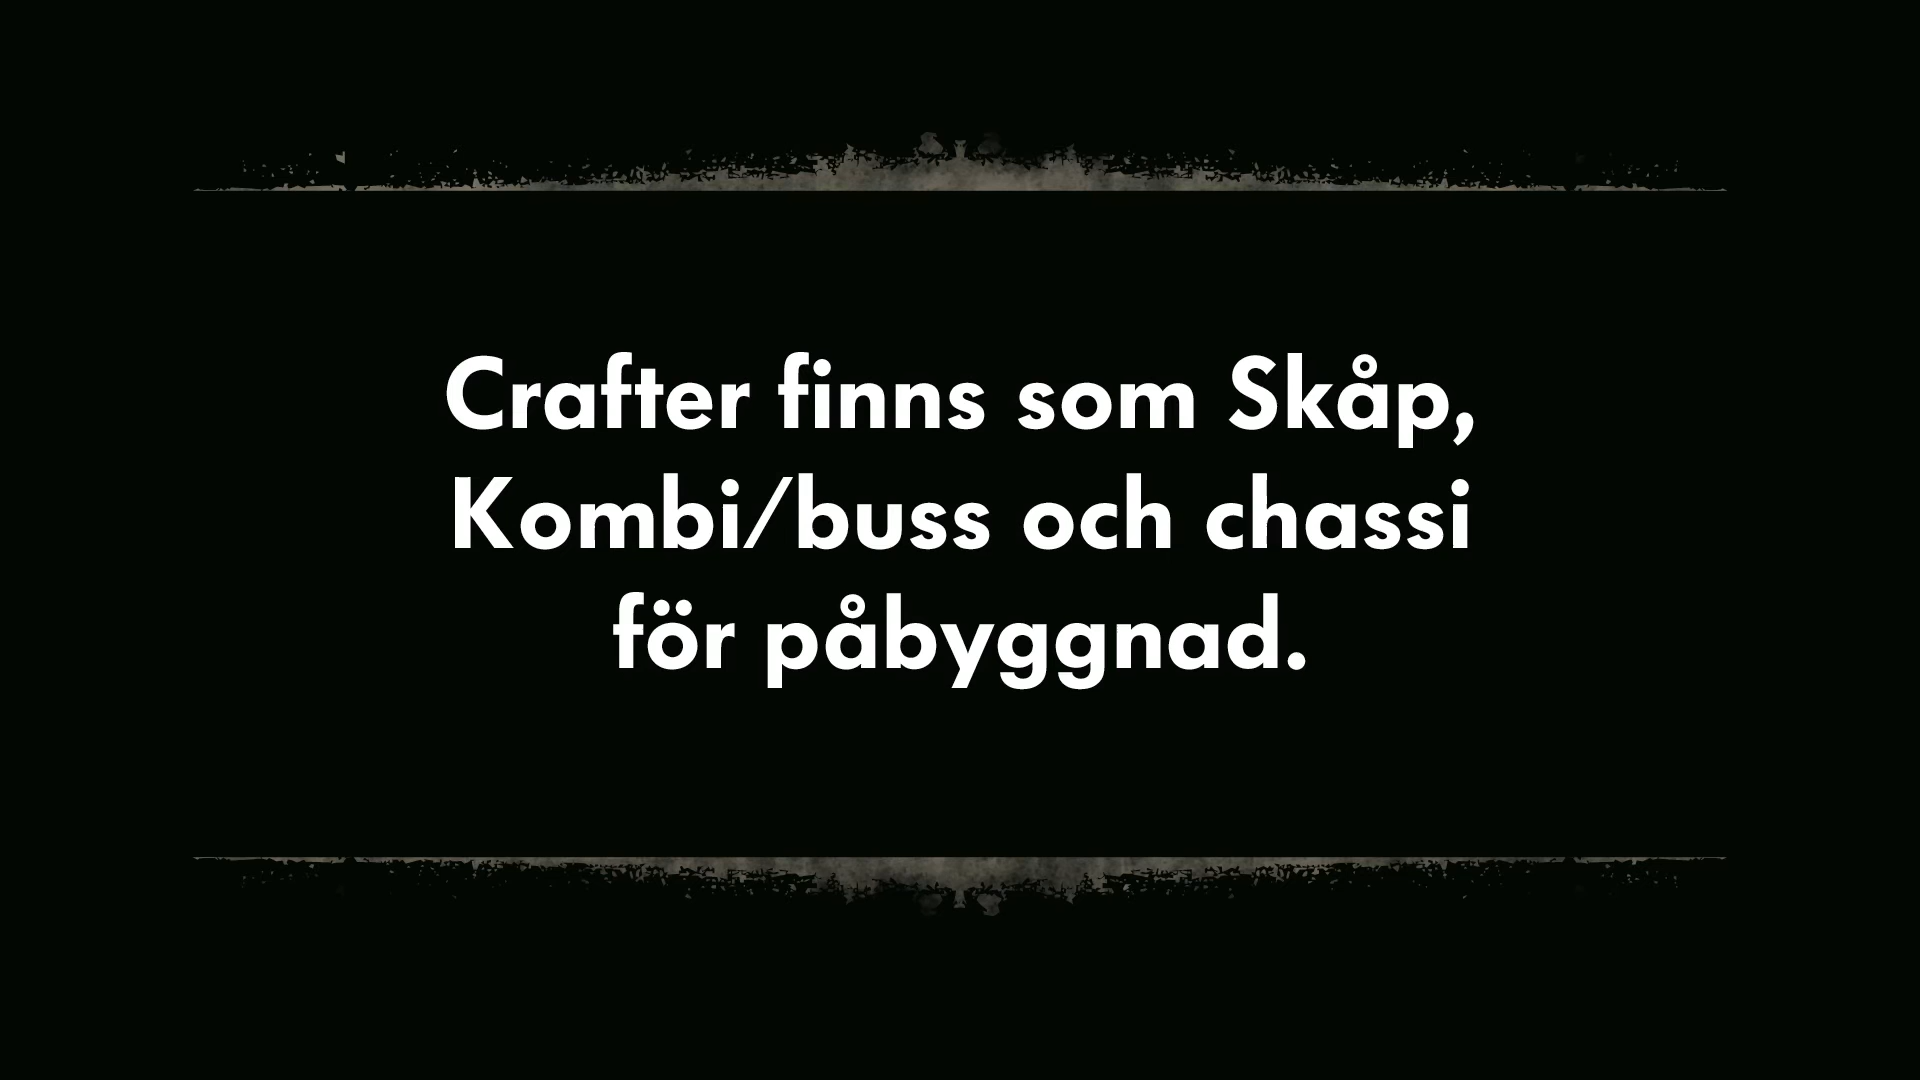 Crafter finns som Skåp,
Kombi/buss och chassi
för påbyggnad.